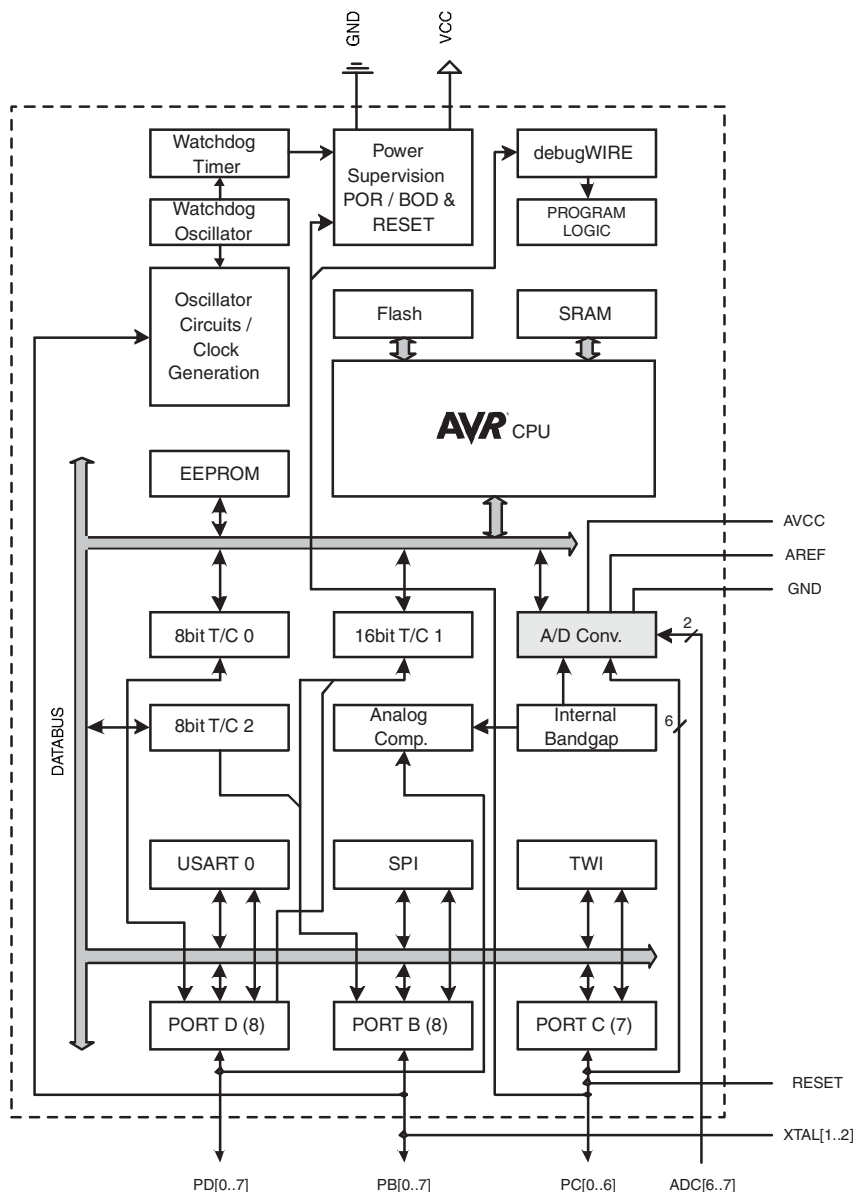 GND
VCC
Watchdog
Timer
Power
Supervision
POR / BOD &
RESET
debugWIRE
Watchdog
Oscillator
PROGRAM
LOGIC
Oscillator
Circuits /
Clock
Generation
Flash
SRAM
AVR CPU
EEPROM
AVCC
AREF
GND
8bit T/C 0
16bit T/C 1
A/D Conv.
2
DATABUS
8bit T/C 2
Analog
Comp.
Internal
Bandgap
6
USART 0
SPI
TWI
PORT D (8)
PORT B (8)
PORT C (7)
RESET
XTAL[1..2]
PD[0..7]
PB[0..7]
PC[0..6]
ADC[6..7]